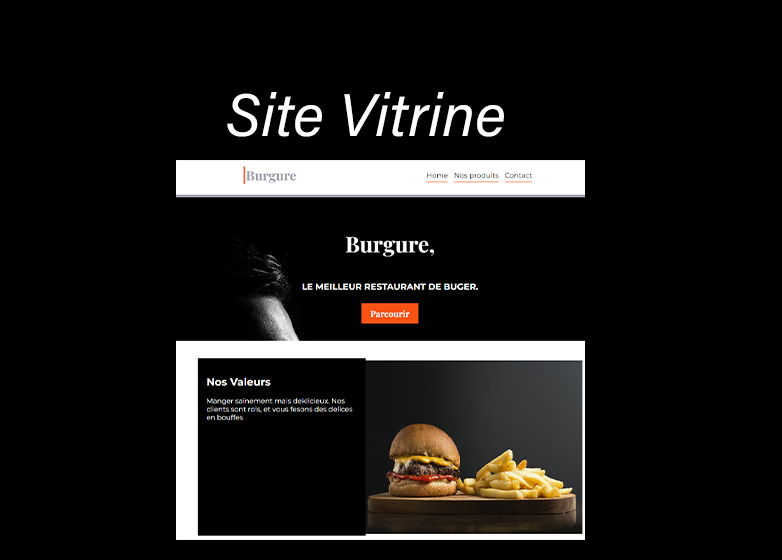 Site Vitrine
Burgure
Home Nos produits Contact
Burgure,
LE MEILLEUR RESTAURANT DE BUGER.
Parcourir
Nos Valeurs
Manger sainement mais deklicieux. Nos
clients sont rois, et vous fesons des delices
en bouffes